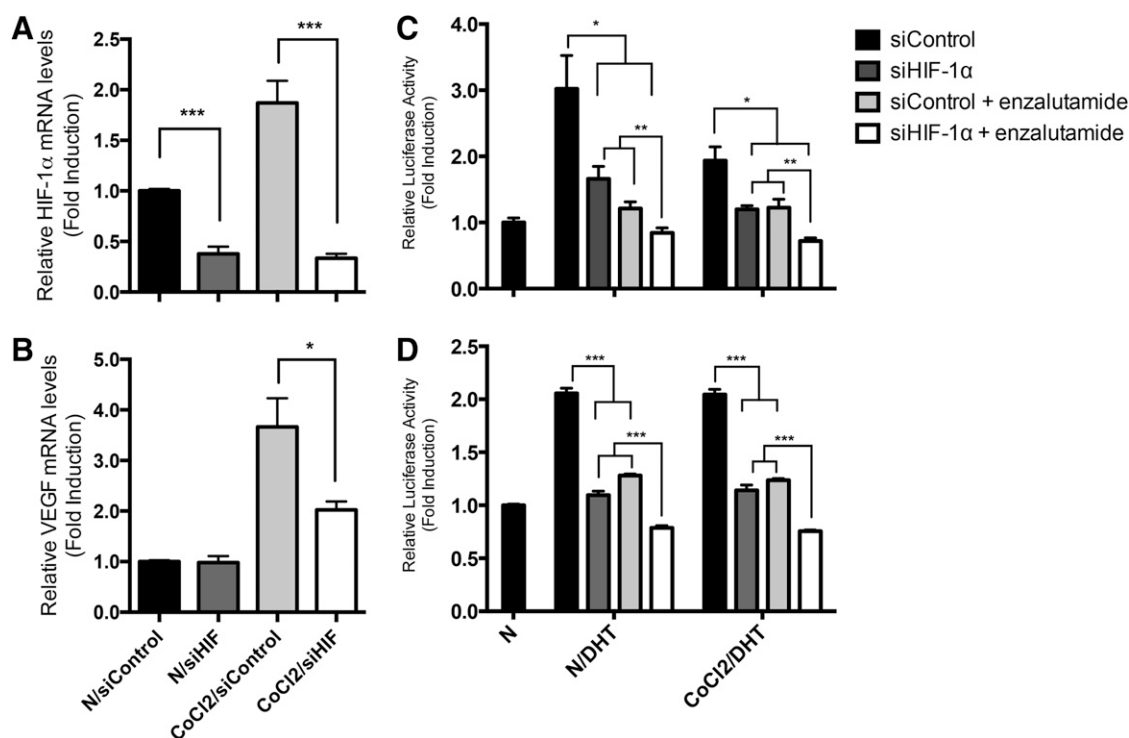 A
Relative HIF-1α mRNA levels
(Fold Induction)
2.5
2.0
1.5
1.0
0.5
0.0
***
***
B
Relative VEGF mRNA levels
(Fold Induction)
5.0
4.0
3.0
2.0
1.0
0.0
*
N/siControl
N/siHIF
CoCl2/siControl
CoCl2/siHIF
C
Relative Luciferase Activity
(Fold Induction)
4.0
3.0
2.0
1.0
0.0
*
**
*
**
D
Relative Luciferase Activity
(Fold Induction)
2.5
2.0
1.5
1.0
0.5
0.0
***
***
***
***
N
N/DHT
CoCl2/DHT
siControl
siHIF-1α
siControl + enzalutamide
siHIF-1α + enzalutamide